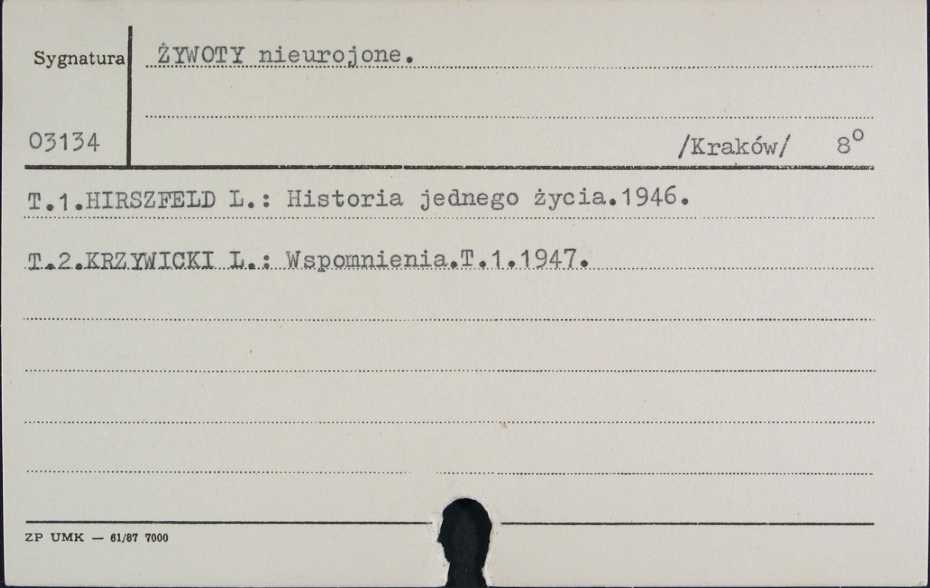 Sygnatura ŻYWOTY nieurojone.
03134 /Kraków/ 8º
T.1.HIRSZFELD L.: Historia jednego życia.1946.
T.2.KRZYWICKI L.: Wspomnienia.T.1.1947.
ZP UMK — 61/87 7000